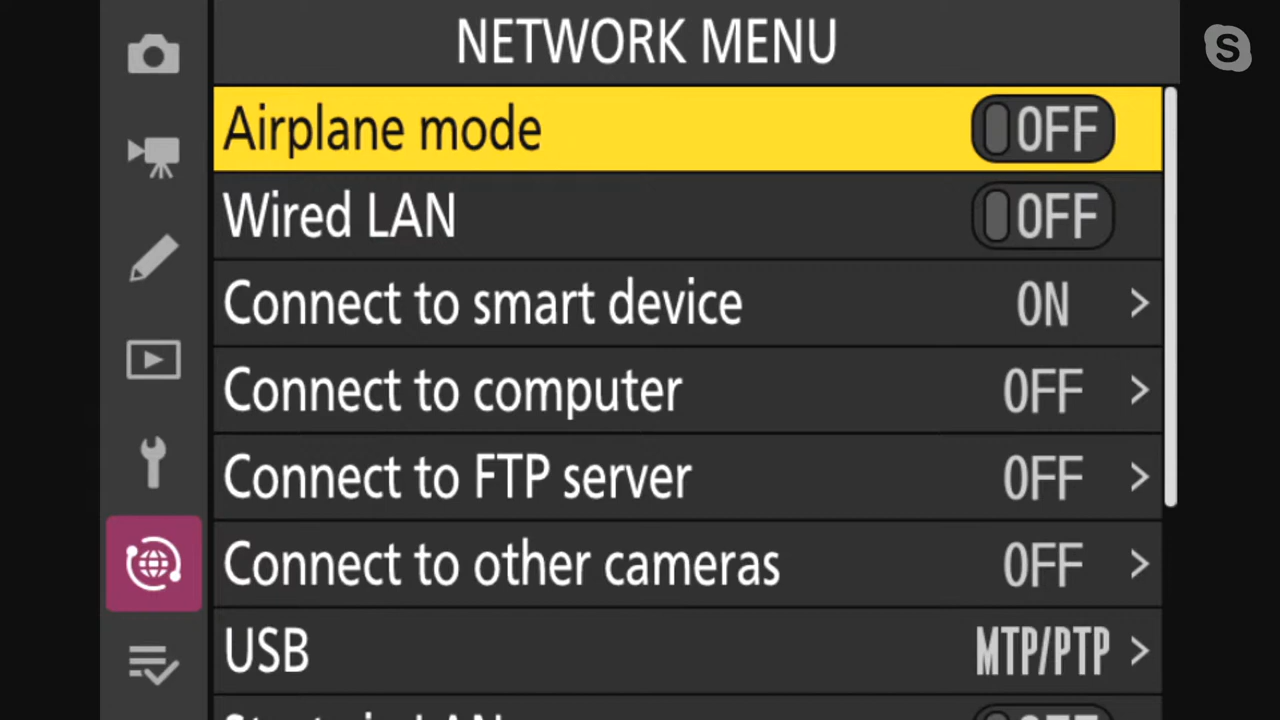 NETWORK MENU
S
Airplane mode OFF
Wired LAN OFF
Connect to smart device ON >
Connect to computer OFF >
Connect to FTP server OFF >
Connect to other cameras OFF >
USB MTP/PTP >